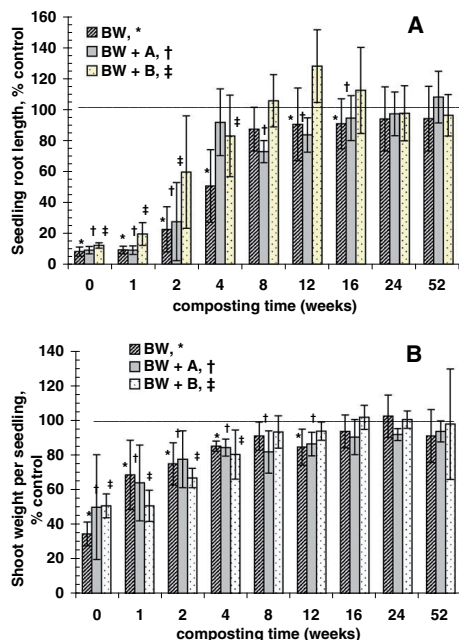 A
160
140
120
100
80
60
40
20
0
Seedling root length, % control
BW, *
BW + A, †
BW + B, ‡
* † ‡
* † ‡
* † ‡
* ‡
†
* †
* †
0 1 2 4 8 12 16 24 52
composting time (weeks)
B
140
120
100
80
60
40
20
0
Shoot weight per seedling,
% control
BW, *
BW + A, †
BW + B, ‡
* † ‡
* † ‡
* † ‡
* † ‡
†
* †
0 1 2 4 8 12 16 24 52
composting time (weeks)